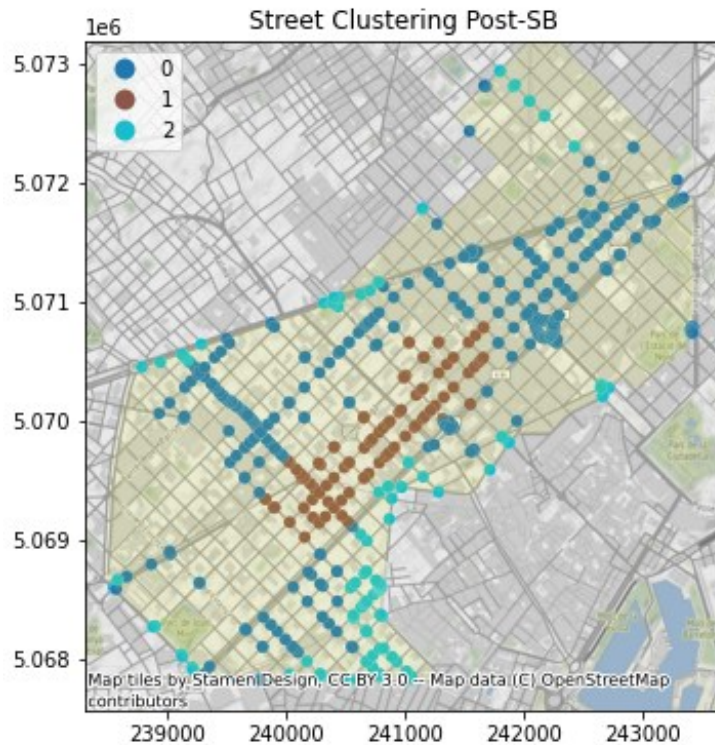 Street Clustering Post-SB
1e6
5.073
5.072
5.071
5.070
5.069
5.068
0
1
2
Map tiles by Stamen Design, CC BY 3.0 -- Map data (C) OpenStreetMap
contributors
239000 240000 241000 242000 243000